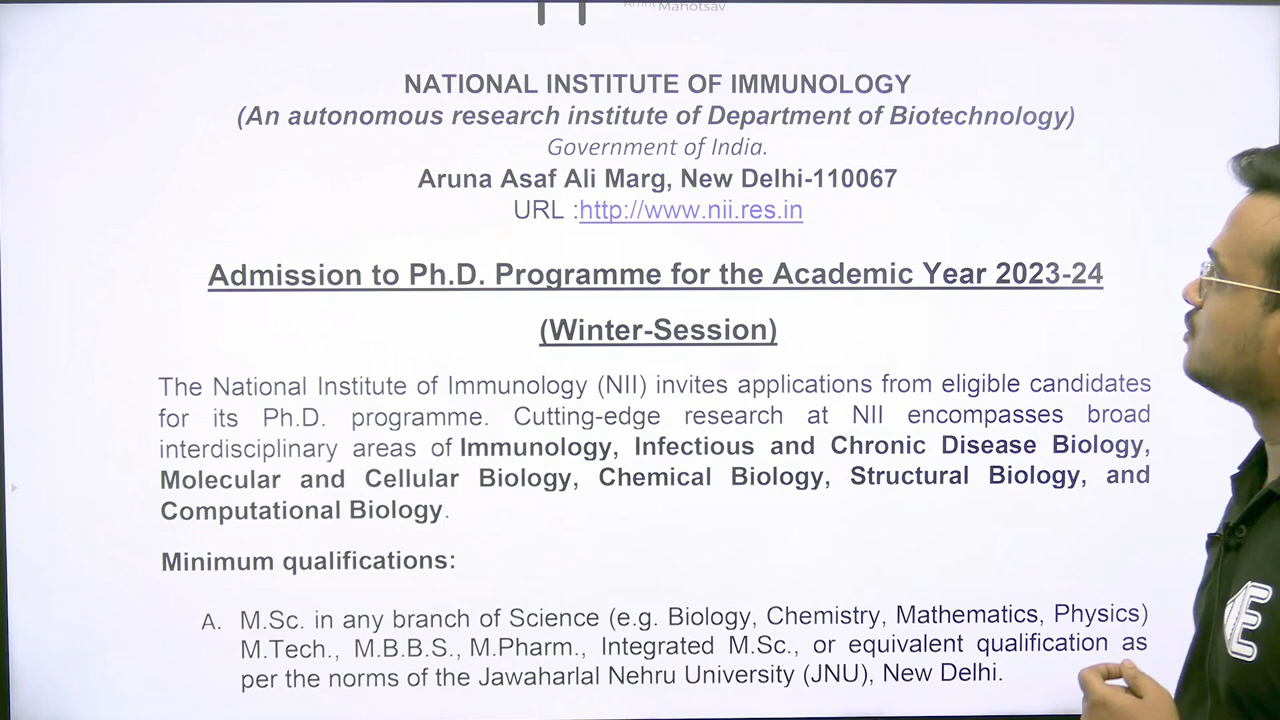 Amrit Mahotsav
NATIONAL INSTITUTE OF IMMUNOLOGY
(An autonomous research institute of Department of Biotechnology)
Government of India.
Aruna Asaf Ali Marg, New Delhi-110067
URL :http://www.nii.res.in
Admission to Ph.D. Programme for the Academic Year 2023-24
(Winter-Session)
The National Institute of Immunology (NII) invites applications from eligible candidates
for its Ph.D. programme. Cutting-edge research at NII encompasses broad
interdisciplinary areas of Immunology, Infectious and Chronic Disease Biology,
Molecular and Cellular Biology, Chemical Biology, Structural Biology, and
Computational Biology.
Minimum qualifications:
A. M.Sc. in any branch of Science (e.g. Biology, Chemistry, Mathematics, Physics)
M.Tech., M.B.B.S., M.Pharm., Integrated M.Sc., or equivalent qualification as
per the norms of the Jawaharlal Nehru University (JNU), New Delhi.
E